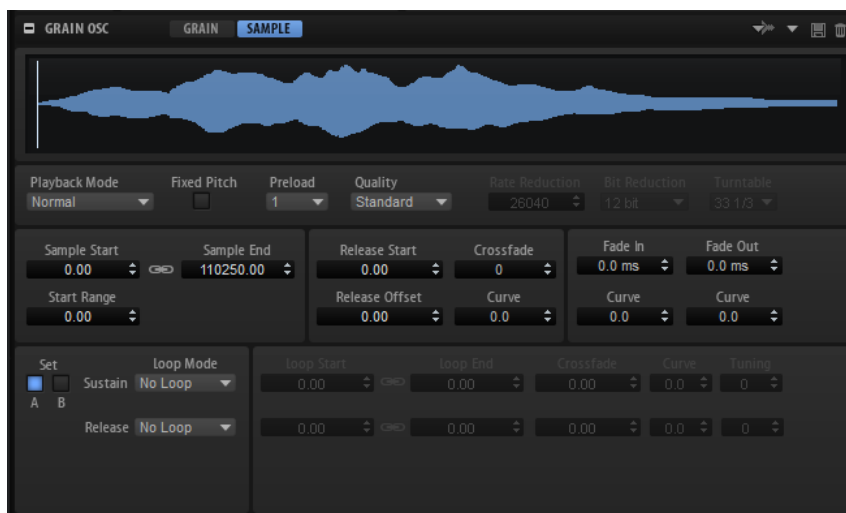 GRAIN OSC GRAIN SAMPLE
Playback Mode Fixed Pitch Preload Quality Rate Reduction Bit Reduction Turntable
Normal 1 Standard 26040 12 bit 33 1/3
Sample Start Sample End Release Start Crossfade Fade In Fade Out
0.00 110250.00 0.00 0 0.0 ms 0.0 ms
Start Range Release Offset Curve Curve Curve
0.00 0.00 0.0 0.0 0.0
Set Loop Mode Loop Start Loop End Crossfade Curve Tuning
Sustain No Loop 0.00 0.00 0.00 0.0 0
A B
Release No Loop 0.00 0.00 0.00 0.0 0